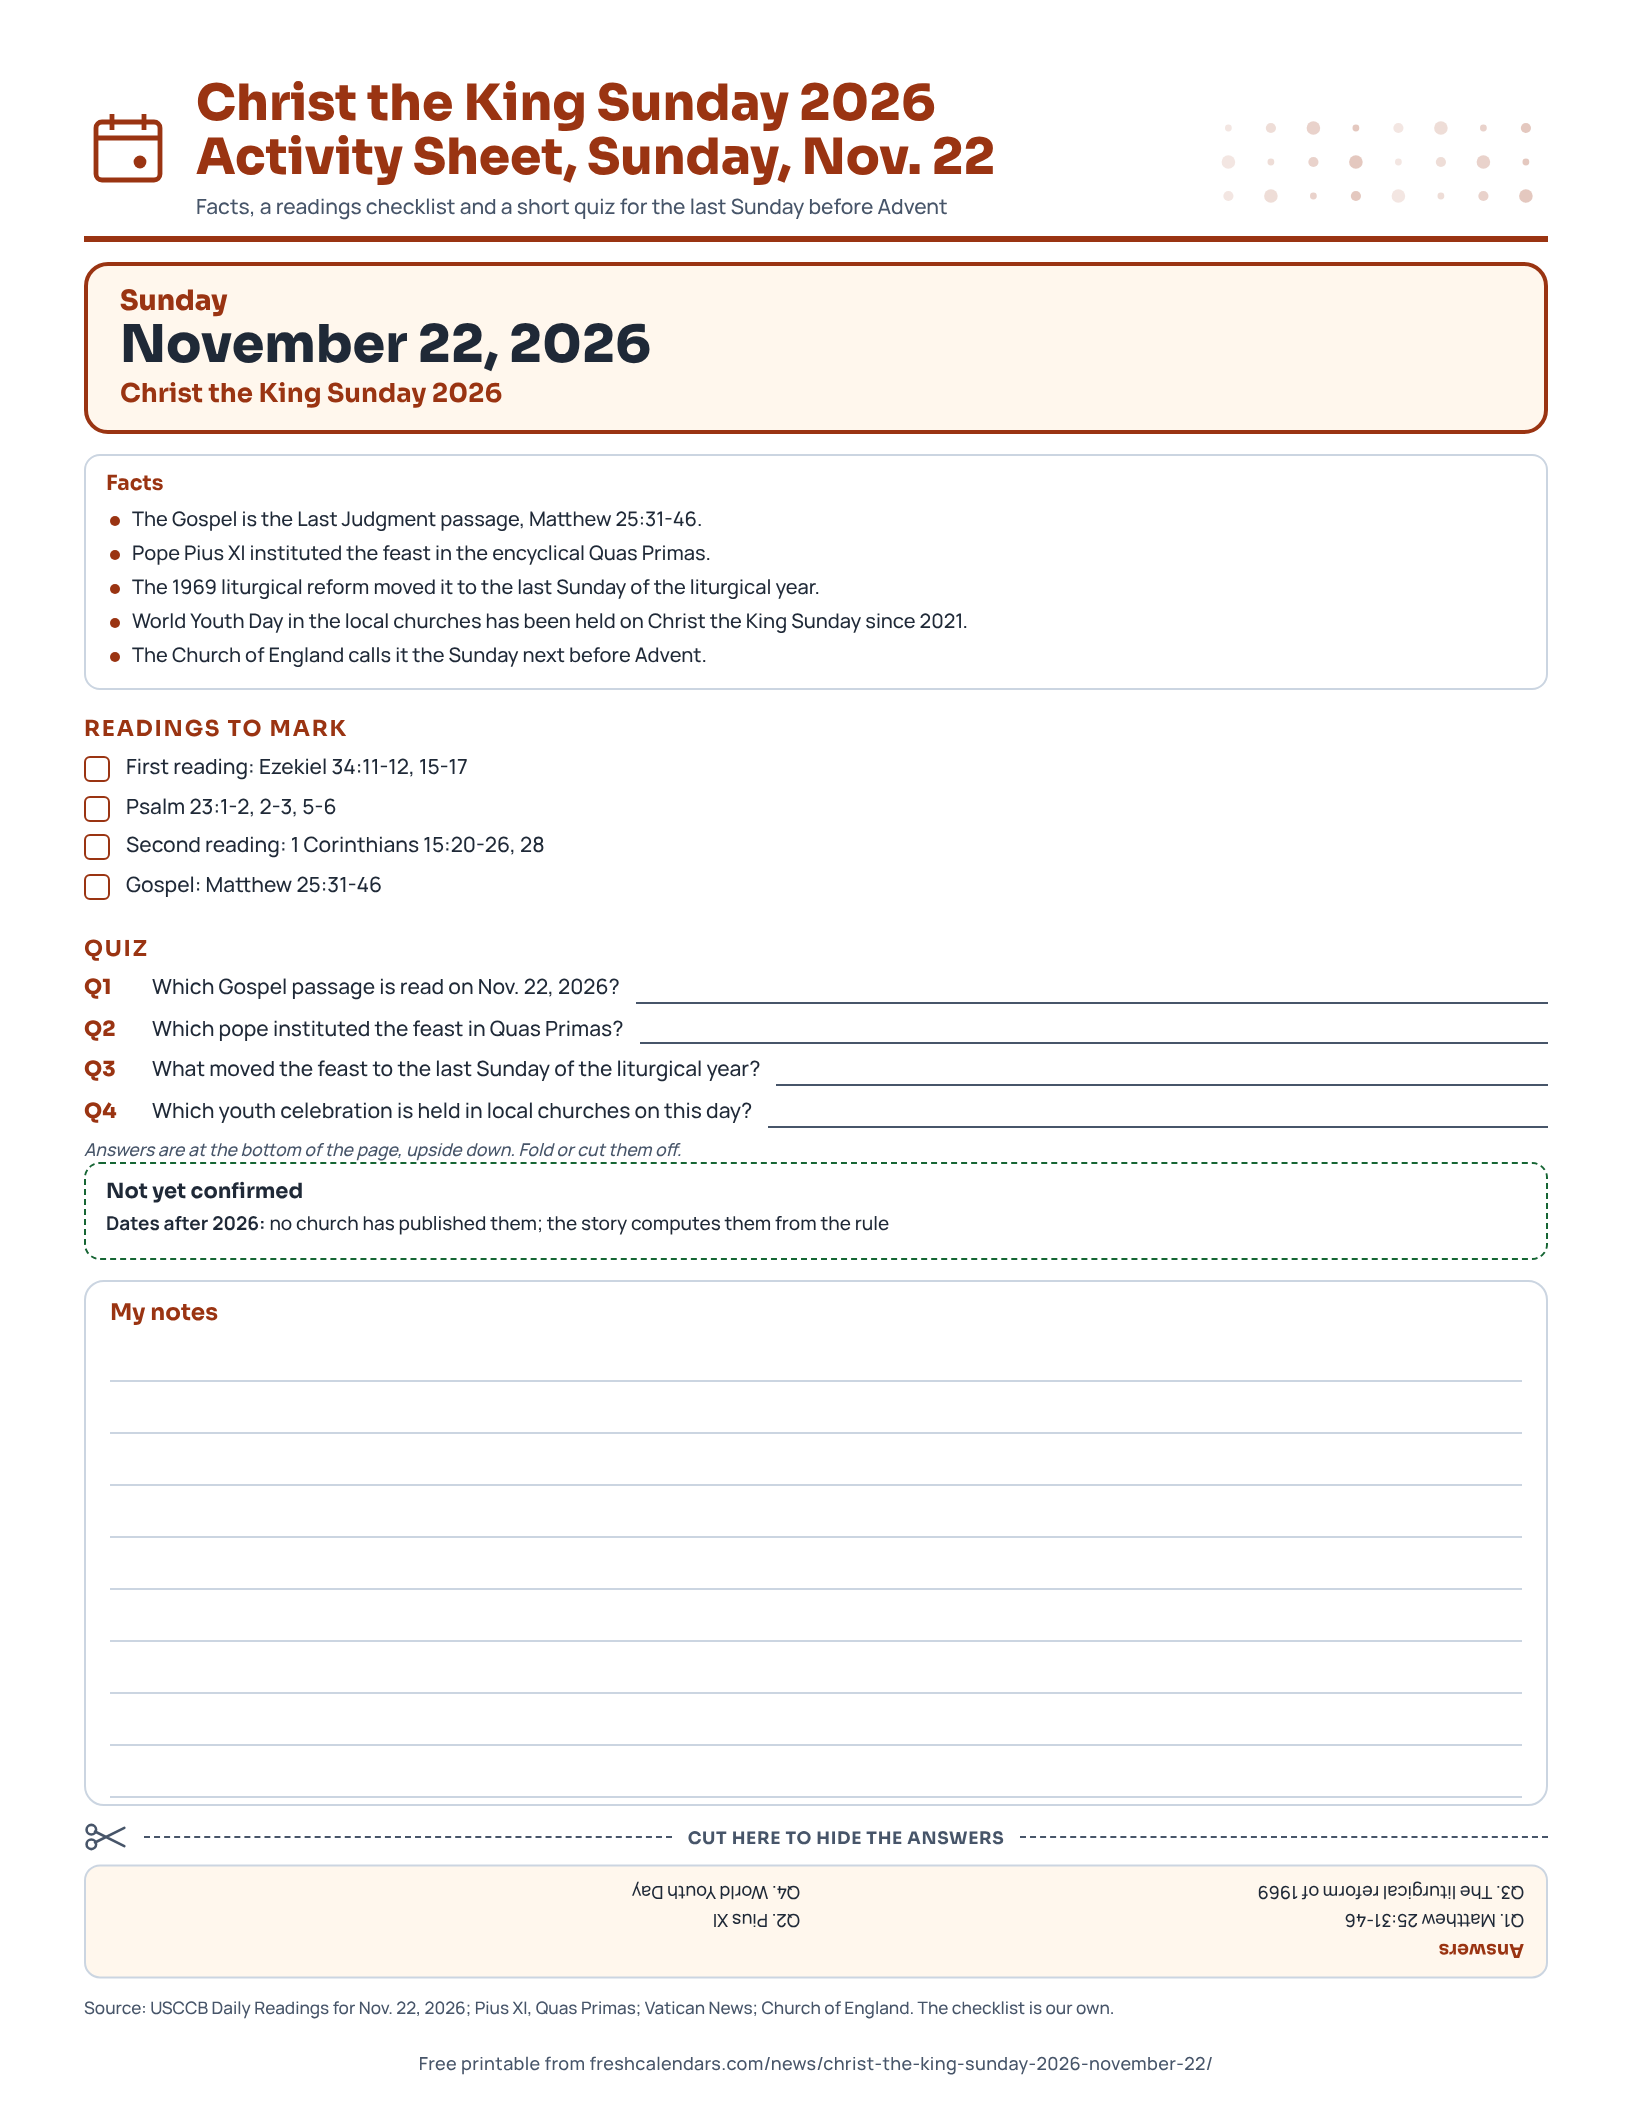 Christ the King Sunday 2026
Activity Sheet, Sunday, Nov. 22
Facts, a readings checklist and a short quiz for the last Sunday before Advent
Sunday
November 22, 2026
Christ the King Sunday 2026
Facts
The Gospel is the Last Judgment passage, Matthew 25:31-46.
Pope Pius XI instituted the feast in the encyclical Quas Primas.
The 1969 liturgical reform moved it to the last Sunday of the liturgical year.
World Youth Day in the local churches has been held on Christ the King Sunday since 2021.
The Church of England calls it the Sunday next before Advent.
READINGS TO MARK
First reading: Ezekiel 34:11-12, 15-17
Psalm 23:1-2, 2-3, 5-6
Second reading: 1 Corinthians 15:20-26, 28
Gospel: Matthew 25:31-46
QUIZ
Q1 Which Gospel passage is read on Nov. 22, 2026?
Q2 Which pope instituted the feast in Quas Primas?
Q3 What moved the feast to the last Sunday of the liturgical year?
Q4 Which youth celebration is held in local churches on this day?
Answers are at the bottom of the page, upside down. Fold or cut them off.
Not yet confirmed
Dates after 2026: no church has published them; the story computes them from the rule
My notes
CUT HERE TO HIDE THE ANSWERS
Answers
Q1. Matthew 25:31-46 Q2. Pius XI
Q3. The liturgical reform of 1969 Q4. World Youth Day
Source: USCCB Daily Readings for Nov. 22, 2026; Pius XI, Quas Primas; Vatican News; Church of England. The checklist is our own.
Free printable from freshcalendars.com/news/christ-the-king-sunday-2026-november-22/